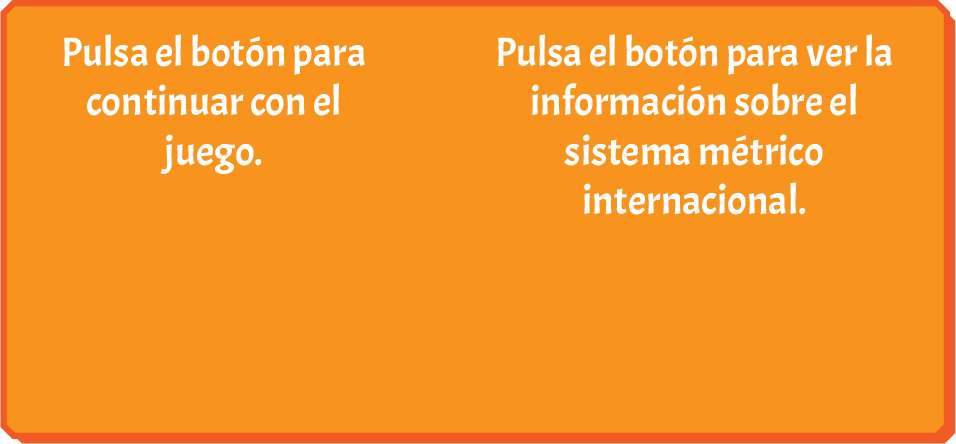 Pulsa el botón para
continuar con el
juego.
Pulsa el botón para ver la
información sobre el
sistema métrico
internacional.